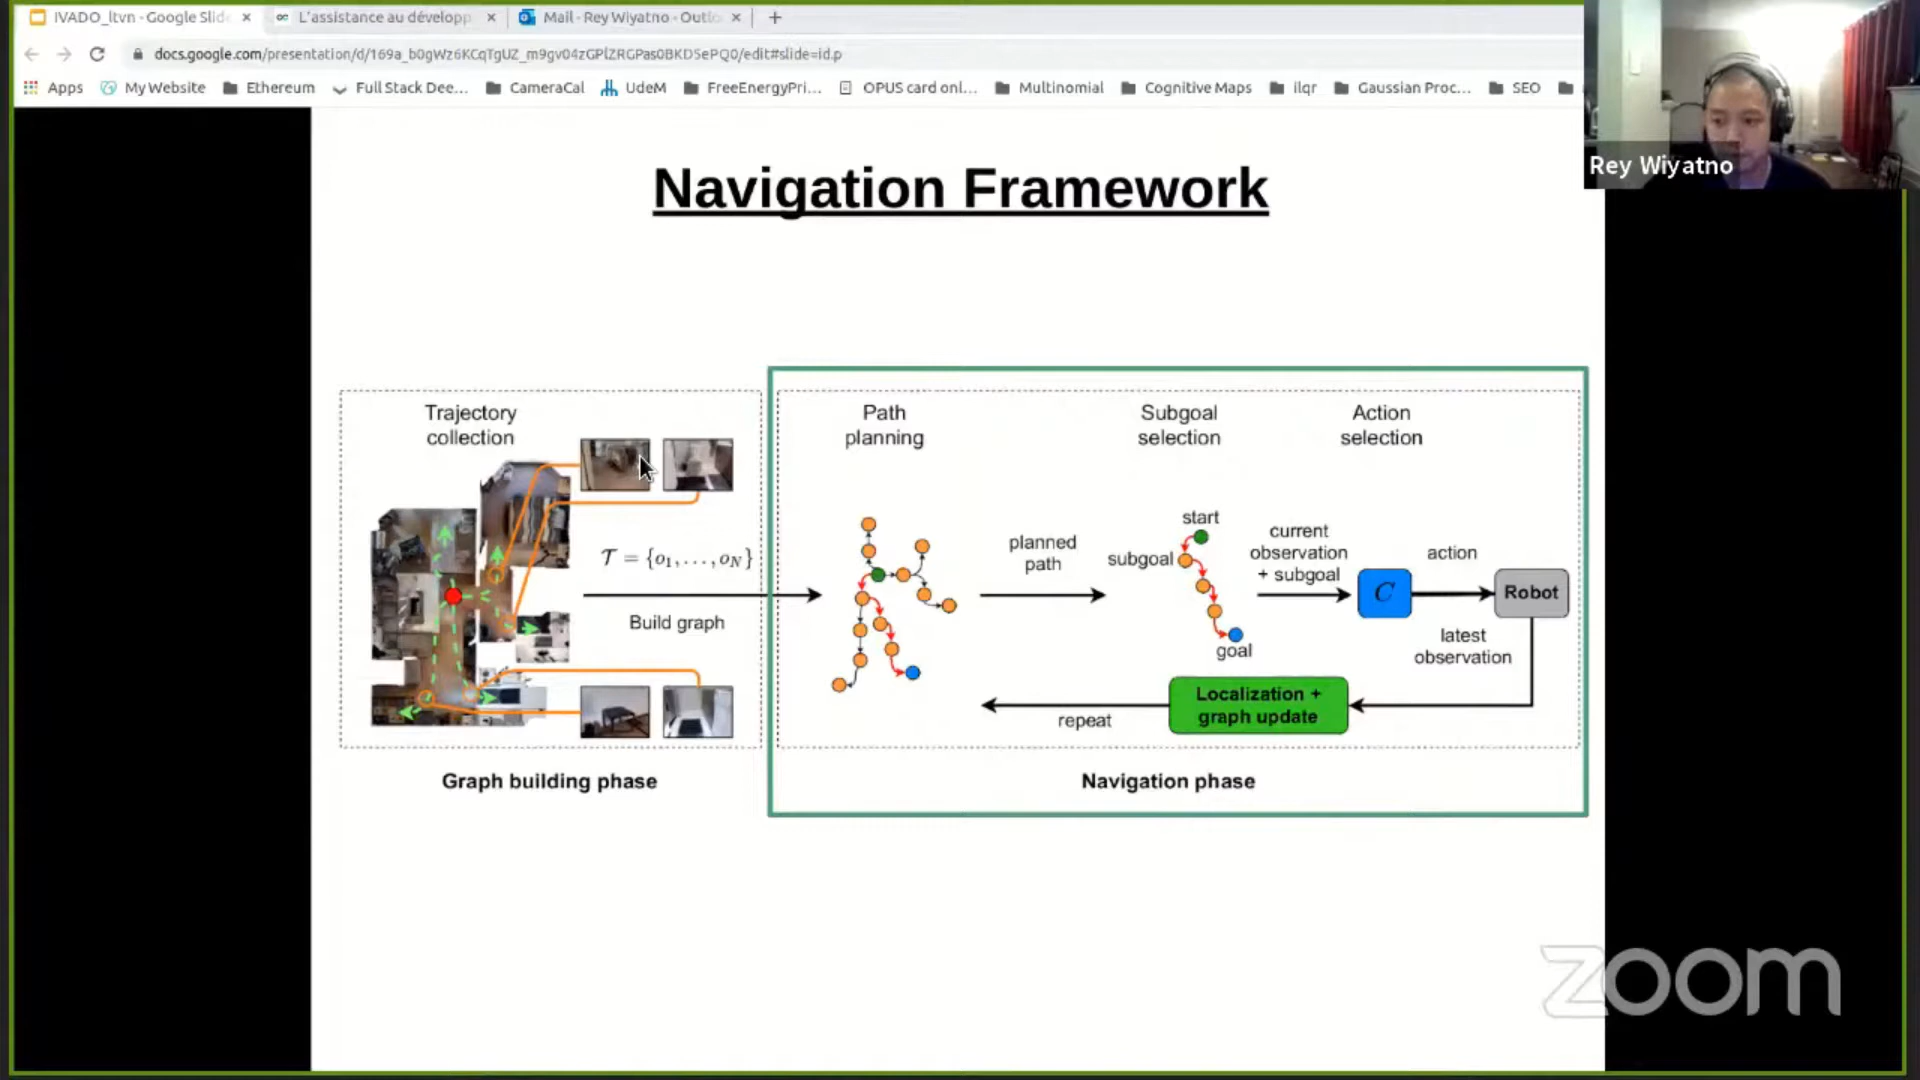 IVADO_ltvn - Google Slid
L'assistance au développ
Mail - Rey Wiyatno - Outlo
docs.google.com/presentation/d/169a_b0gWz6KCqTgUZ_m9gv04zGPlZRGPas0BKD5ePQ0/edit#slide=id.p
Apps
My Website
Ethereum
Full Stack Dee...
CameraCal
UdeM
FreeEnergyPri...
OPUS card onl...
Multinomial
Cognitive Maps
ilqr
Gaussian Proc...
SEO
Rey Wiyatno
Navigation Framework
Trajectory
collection
𝒯 = {o₁, . . . , o_N}
Build graph
Graph building phase
Path
planning
planned
path
Subgoal
selection
start
subgoal
goal
current
observation
+ subgoal
Action
selection
C
action
Robot
latest
observation
Localization +
graph update
repeat
Navigation phase
zoom